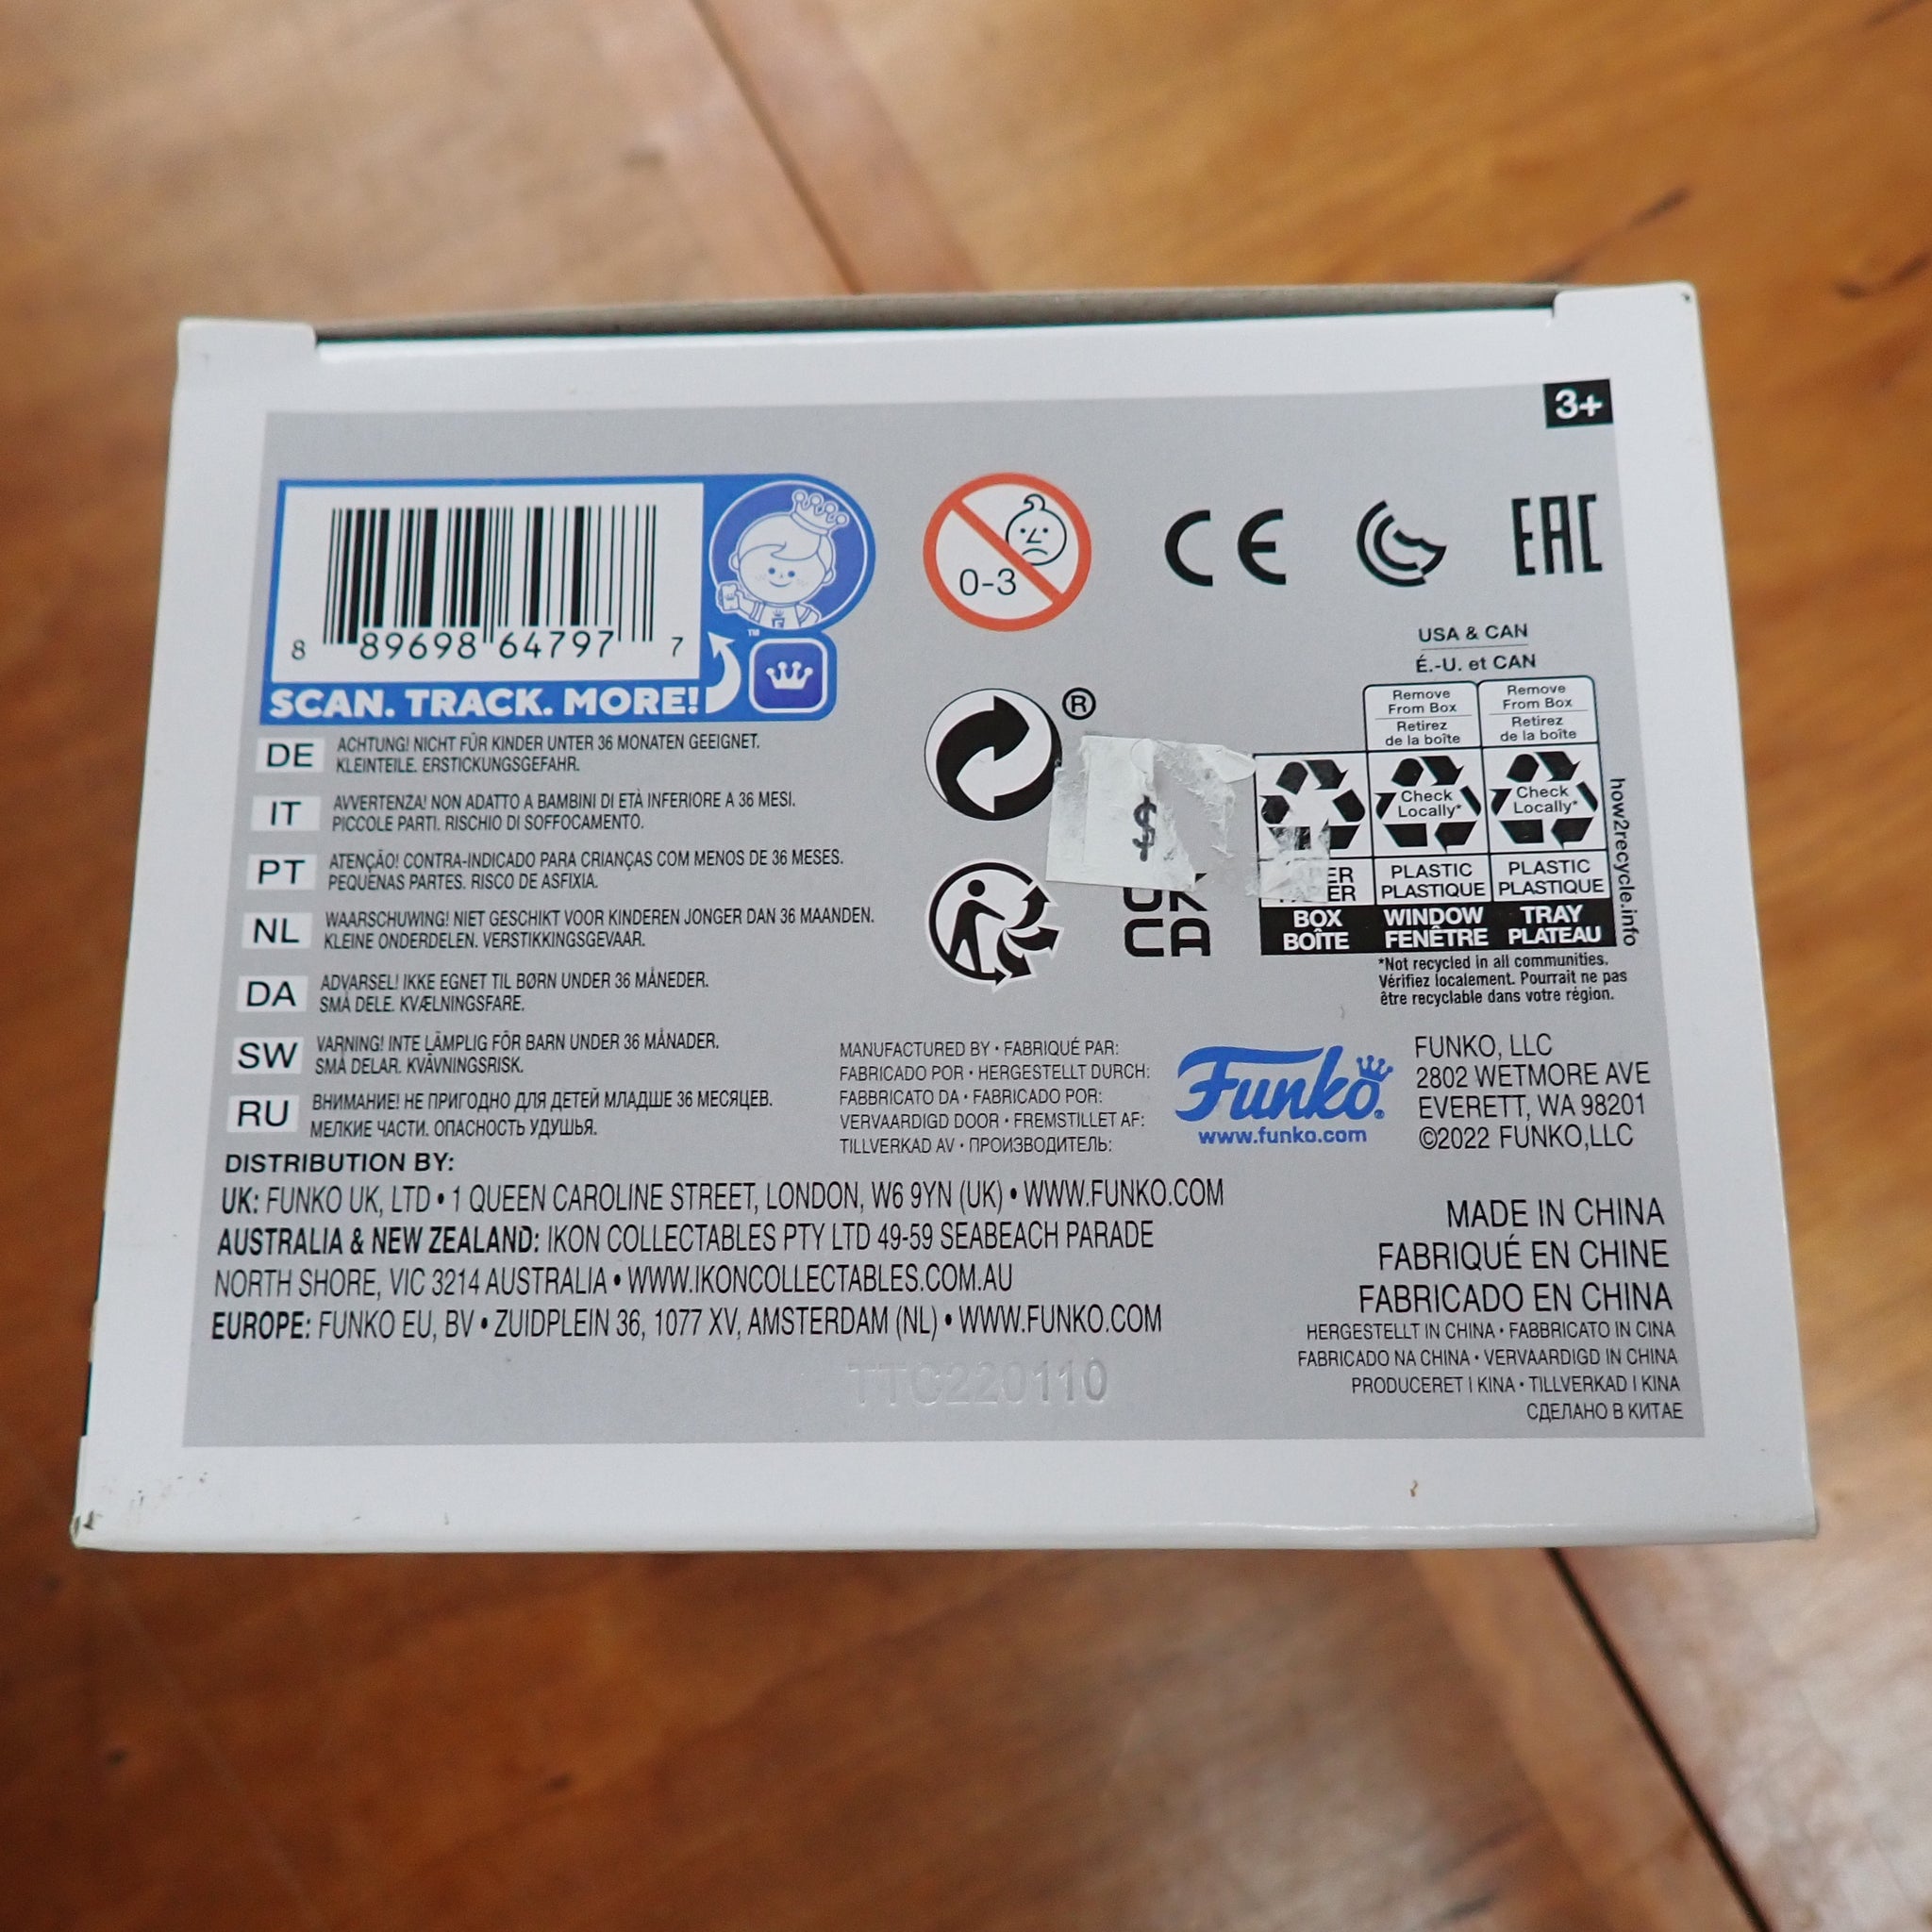 3+
8 89698 64797 7
SCAN. TRACK. MORE!
TM
0-3
CE
EAC
USA & CAN
É.-U. et CAN
Remove
From Box
Retirez
de la boîte
Remove
From Box
Retirez
de la boîte
Check
Locally*
Check
Locally*
PLASTIC
PLASTIQUE
PLASTIC
PLASTIQUE
BOX
BOÎTE
WINDOW
FENÊTRE
TRAY
PLATEAU
how2recycle.info
*Not recycled in all communities.
Vérifiez localement. Pourrait ne pas
être recyclable dans votre région.
®
$
UK
CA
DE ACHTUNG! NICHT FÜR KINDER UNTER 36 MONATEN GEEIGNET.
KLEINTEILE. ERSTICKUNGSGEFAHR.
IT AVVERTENZA! NON ADATTO A BAMBINI DI ETÀ INFERIORE A 36 MESI.
PICCOLE PARTI. RISCHIO DI SOFFOCAMENTO.
PT ATENÇÃO! CONTRA-INDICADO PARA CRIANÇAS COM MENOS DE 36 MESES.
PEQUENAS PARTES. RISCO DE ASFIXIA.
NL WAARSCHUWING! NIET GESCHIKT VOOR KINDEREN JONGER DAN 36 MAANDEN.
KLEINE ONDERDELEN. VERSTIKKINGSGEVAAR.
DA ADVARSEL! IKKE EGNET TIL BØRN UNDER 36 MÅNEDER.
SMÅ DELE. KVÆLNINGSFARE.
SW VARNING! INTE LÄMPLIG FÖR BARN UNDER 36 MÅNADER.
SMÅ DELAR. KVÄVNINGSRISK.
RU ВНИМАНИЕ! НЕ ПРИГОДНО ДЛЯ ДЕТЕЙ МЛАДШЕ 36 МЕСЯЦЕВ.
МЕЛКИЕ ЧАСТИ. ОПАСНОСТЬ УДУШЬЯ.
MANUFACTURED BY • FABRIQUÉ PAR:
FABRICADO POR • HERGESTELLT DURCH:
FABBRICATO DA • FABRICADO POR:
VERVAARDIGD DOOR • FREMSTILLET AF:
TILLVERKAD AV • ПРОИЗВОДИТЕЛЬ:
Funko®
www.funko.com
FUNKO, LLC
2802 WETMORE AVE
EVERETT, WA 98201
©2022 FUNKO,LLC
DISTRIBUTION BY:
UK: FUNKO UK, LTD • 1 QUEEN CAROLINE STREET, LONDON, W6 9YN (UK) • WWW.FUNKO.COM
AUSTRALIA & NEW ZEALAND: IKON COLLECTABLES PTY LTD 49-59 SEABEACH PARADE
NORTH SHORE, VIC 3214 AUSTRALIA • WWW.IKONCOLLECTABLES.COM.AU
EUROPE: FUNKO EU, BV • ZUIDPLEIN 36, 1077 XV, AMSTERDAM (NL) • WWW.FUNKO.COM
MADE IN CHINA
FABRIQUÉ EN CHINE
FABRICADO EN CHINA
HERGESTELLT IN CHINA • FABBRICATO IN CINA
FABRICADO NA CHINA • VERVAARDIGD IN CHINA
PRODUCERET I KINA • TILLVERKAD I KINA
СДЕЛАНО В КИТАЕ
TTC220110